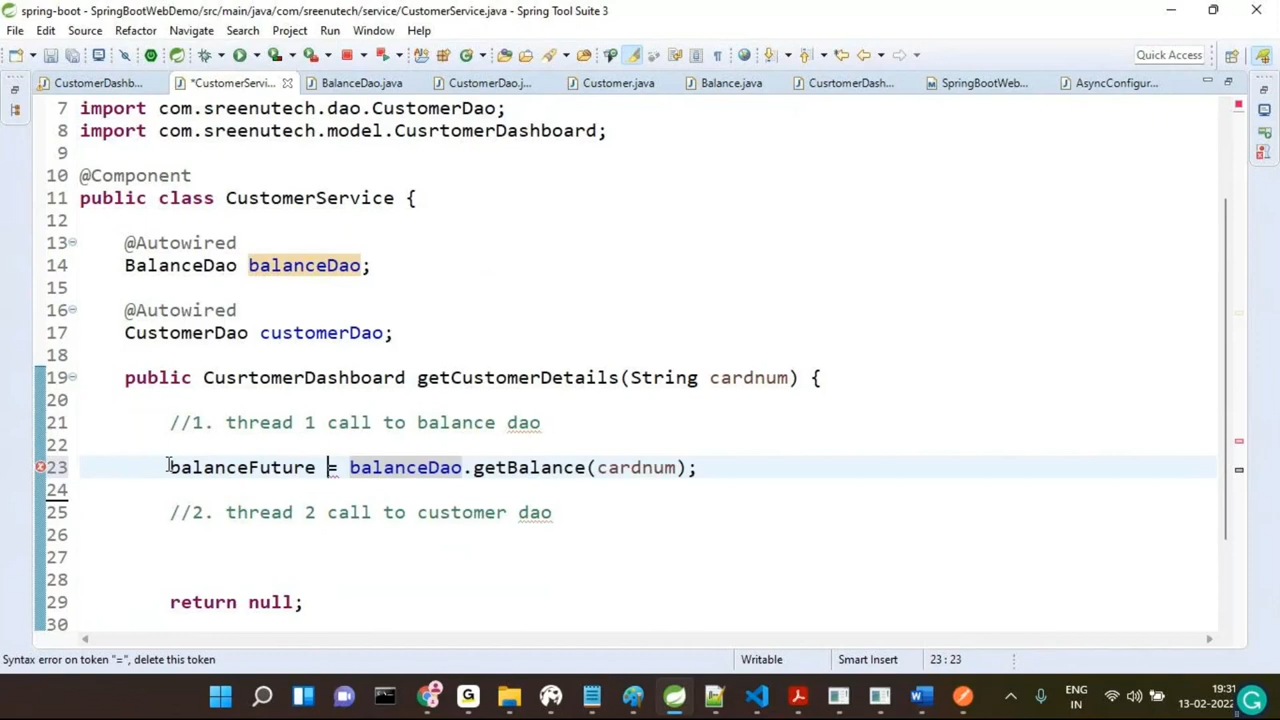 spring-boot - SpringBootWebDemo/src/main/java/com/sreenutech/service/CustomerService.java - Spring Tool Suite 3
File Edit Source Refactor Navigate Search Project Run Window Help
Quick Access
CustomerDashb... *CustomerServi... BalanceDao.java CustomerDao.j... Customer.java Balance.java CusrtomerDash... SpringBootWeb... AsyncConfigur...
7 import com.sreenutech.dao.CustomerDao;
8 import com.sreenutech.model.CusrtomerDashboard;
9
10 @Component
11 public class CustomerService {
12
13 @Autowired
14 BalanceDao balanceDao;
15
16 @Autowired
17 CustomerDao customerDao;
18
19 public CusrtomerDashboard getCustomerDetails(String cardnum) {
20
21 //1. thread 1 call to balance dao
22
23 balanceFuture = balanceDao.getBalance(cardnum);
24
25 //2. thread 2 call to customer dao
26
27
28
29 return null;
30
Syntax error on token "=", delete this token Writable Smart Insert 23 : 23
ENG
IN
19:31
13-02-2022